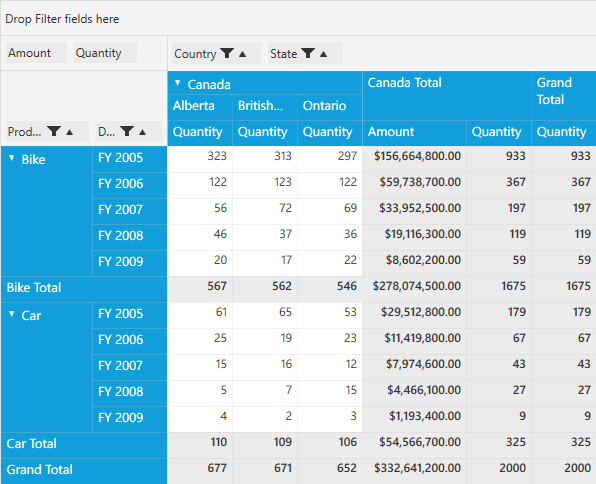 Drop Filter fields here
Amount Quantity Country State
Canada Canada Total Grand Total
Alberta British... Ontario
Prod... D... Quantity Quantity Quantity Amount Quantity Quantity
Bike FY 2005 323 313 297 $156,664,800.00 933 933
FY 2006 122 123 122 $59,738,700.00 367 367
FY 2007 56 72 69 $33,952,500.00 197 197
FY 2008 46 37 36 $19,116,300.00 119 119
FY 2009 20 17 22 $8,602,200.00 59 59
Bike Total 567 562 546 $278,074,500.00 1675 1675
Car FY 2005 61 65 53 $29,512,800.00 179 179
FY 2006 25 19 23 $11,419,800.00 67 67
FY 2007 15 16 12 $7,974,600.00 43 43
FY 2008 5 7 15 $4,466,100.00 27 27
FY 2009 4 2 3 $1,193,400.00 9 9
Car Total 110 109 106 $54,566,700.00 325 325
Grand Total 677 671 652 $332,641,200.00 2000 2000